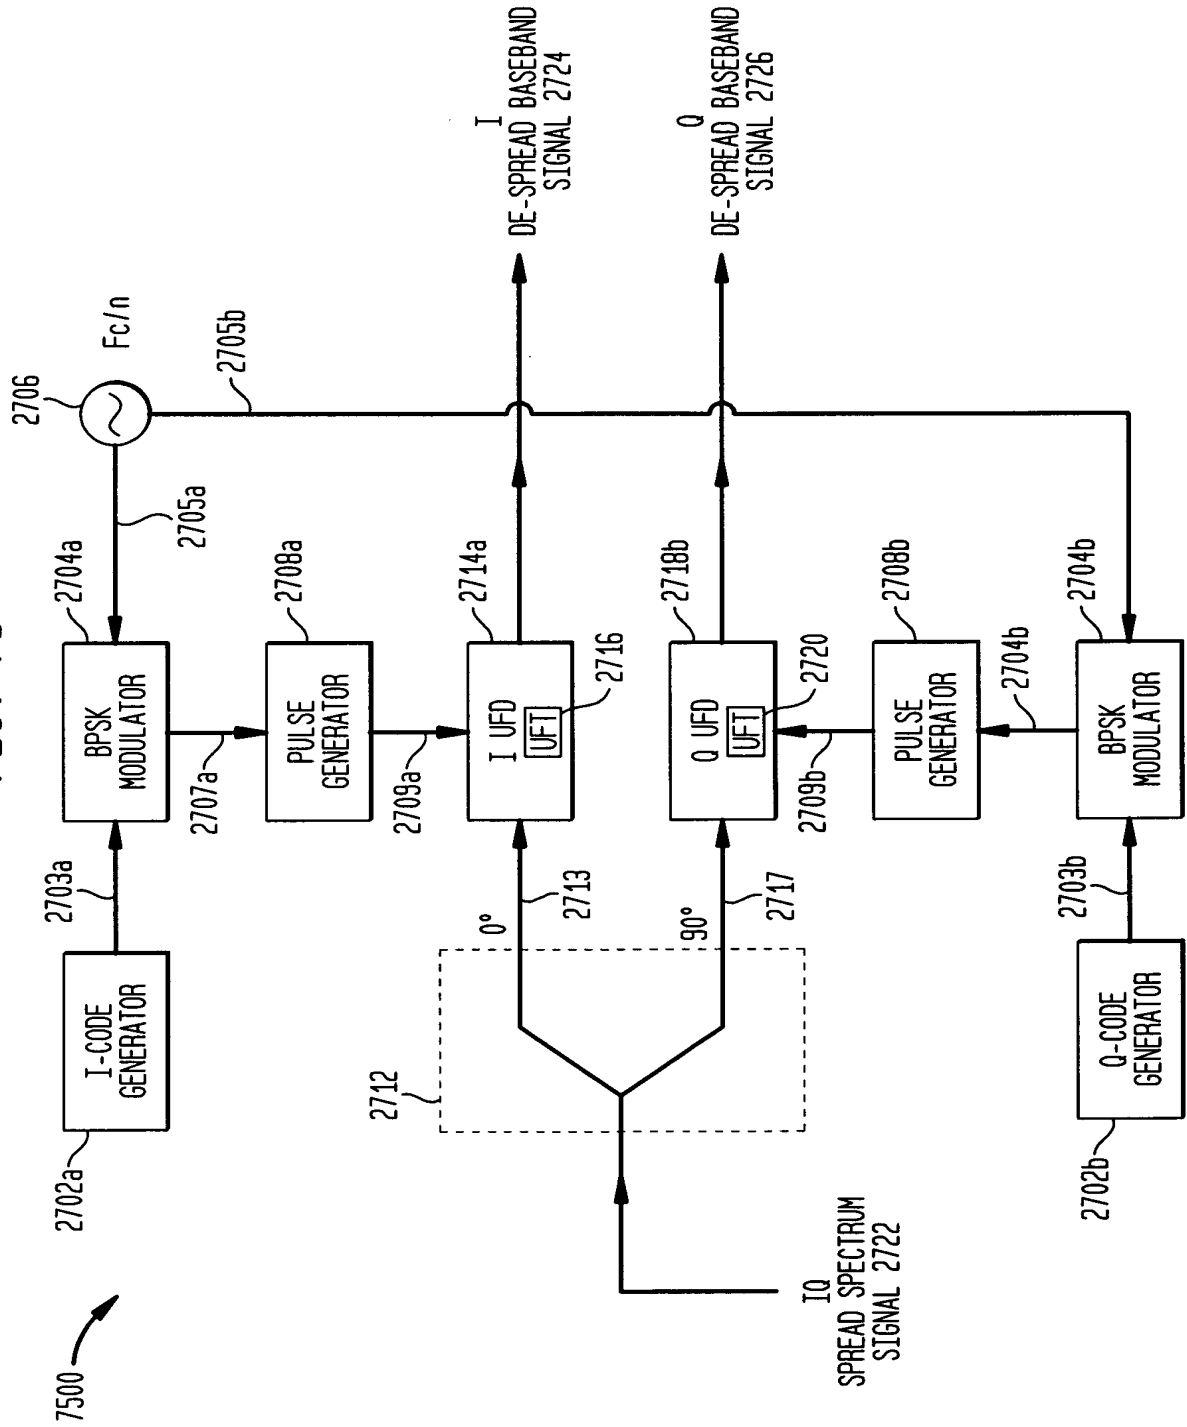 7500
2702a
I-CODE
GENERATOR
2703a
BPSK
MODULATOR
2704a
2705a
2706
Fc/n
2705b
2707a
PULSE
GENERATOR
2708a
2709a
I UFD
UFT
2714a
2716
I
DE-SPREAD BASEBAND
SIGNAL 2724
2712
0°
2713
90°
2717
Q UFD
UFT
2718b
2720
Q
DE-SPREAD BASEBAND
SIGNAL 2726
IQ
SPREAD SPECTRUM
SIGNAL 2722
2709b
PULSE
GENERATOR
2708b
2704b
2702b
Q-CODE
GENERATOR
2703b
BPSK
MODULATOR
2704b